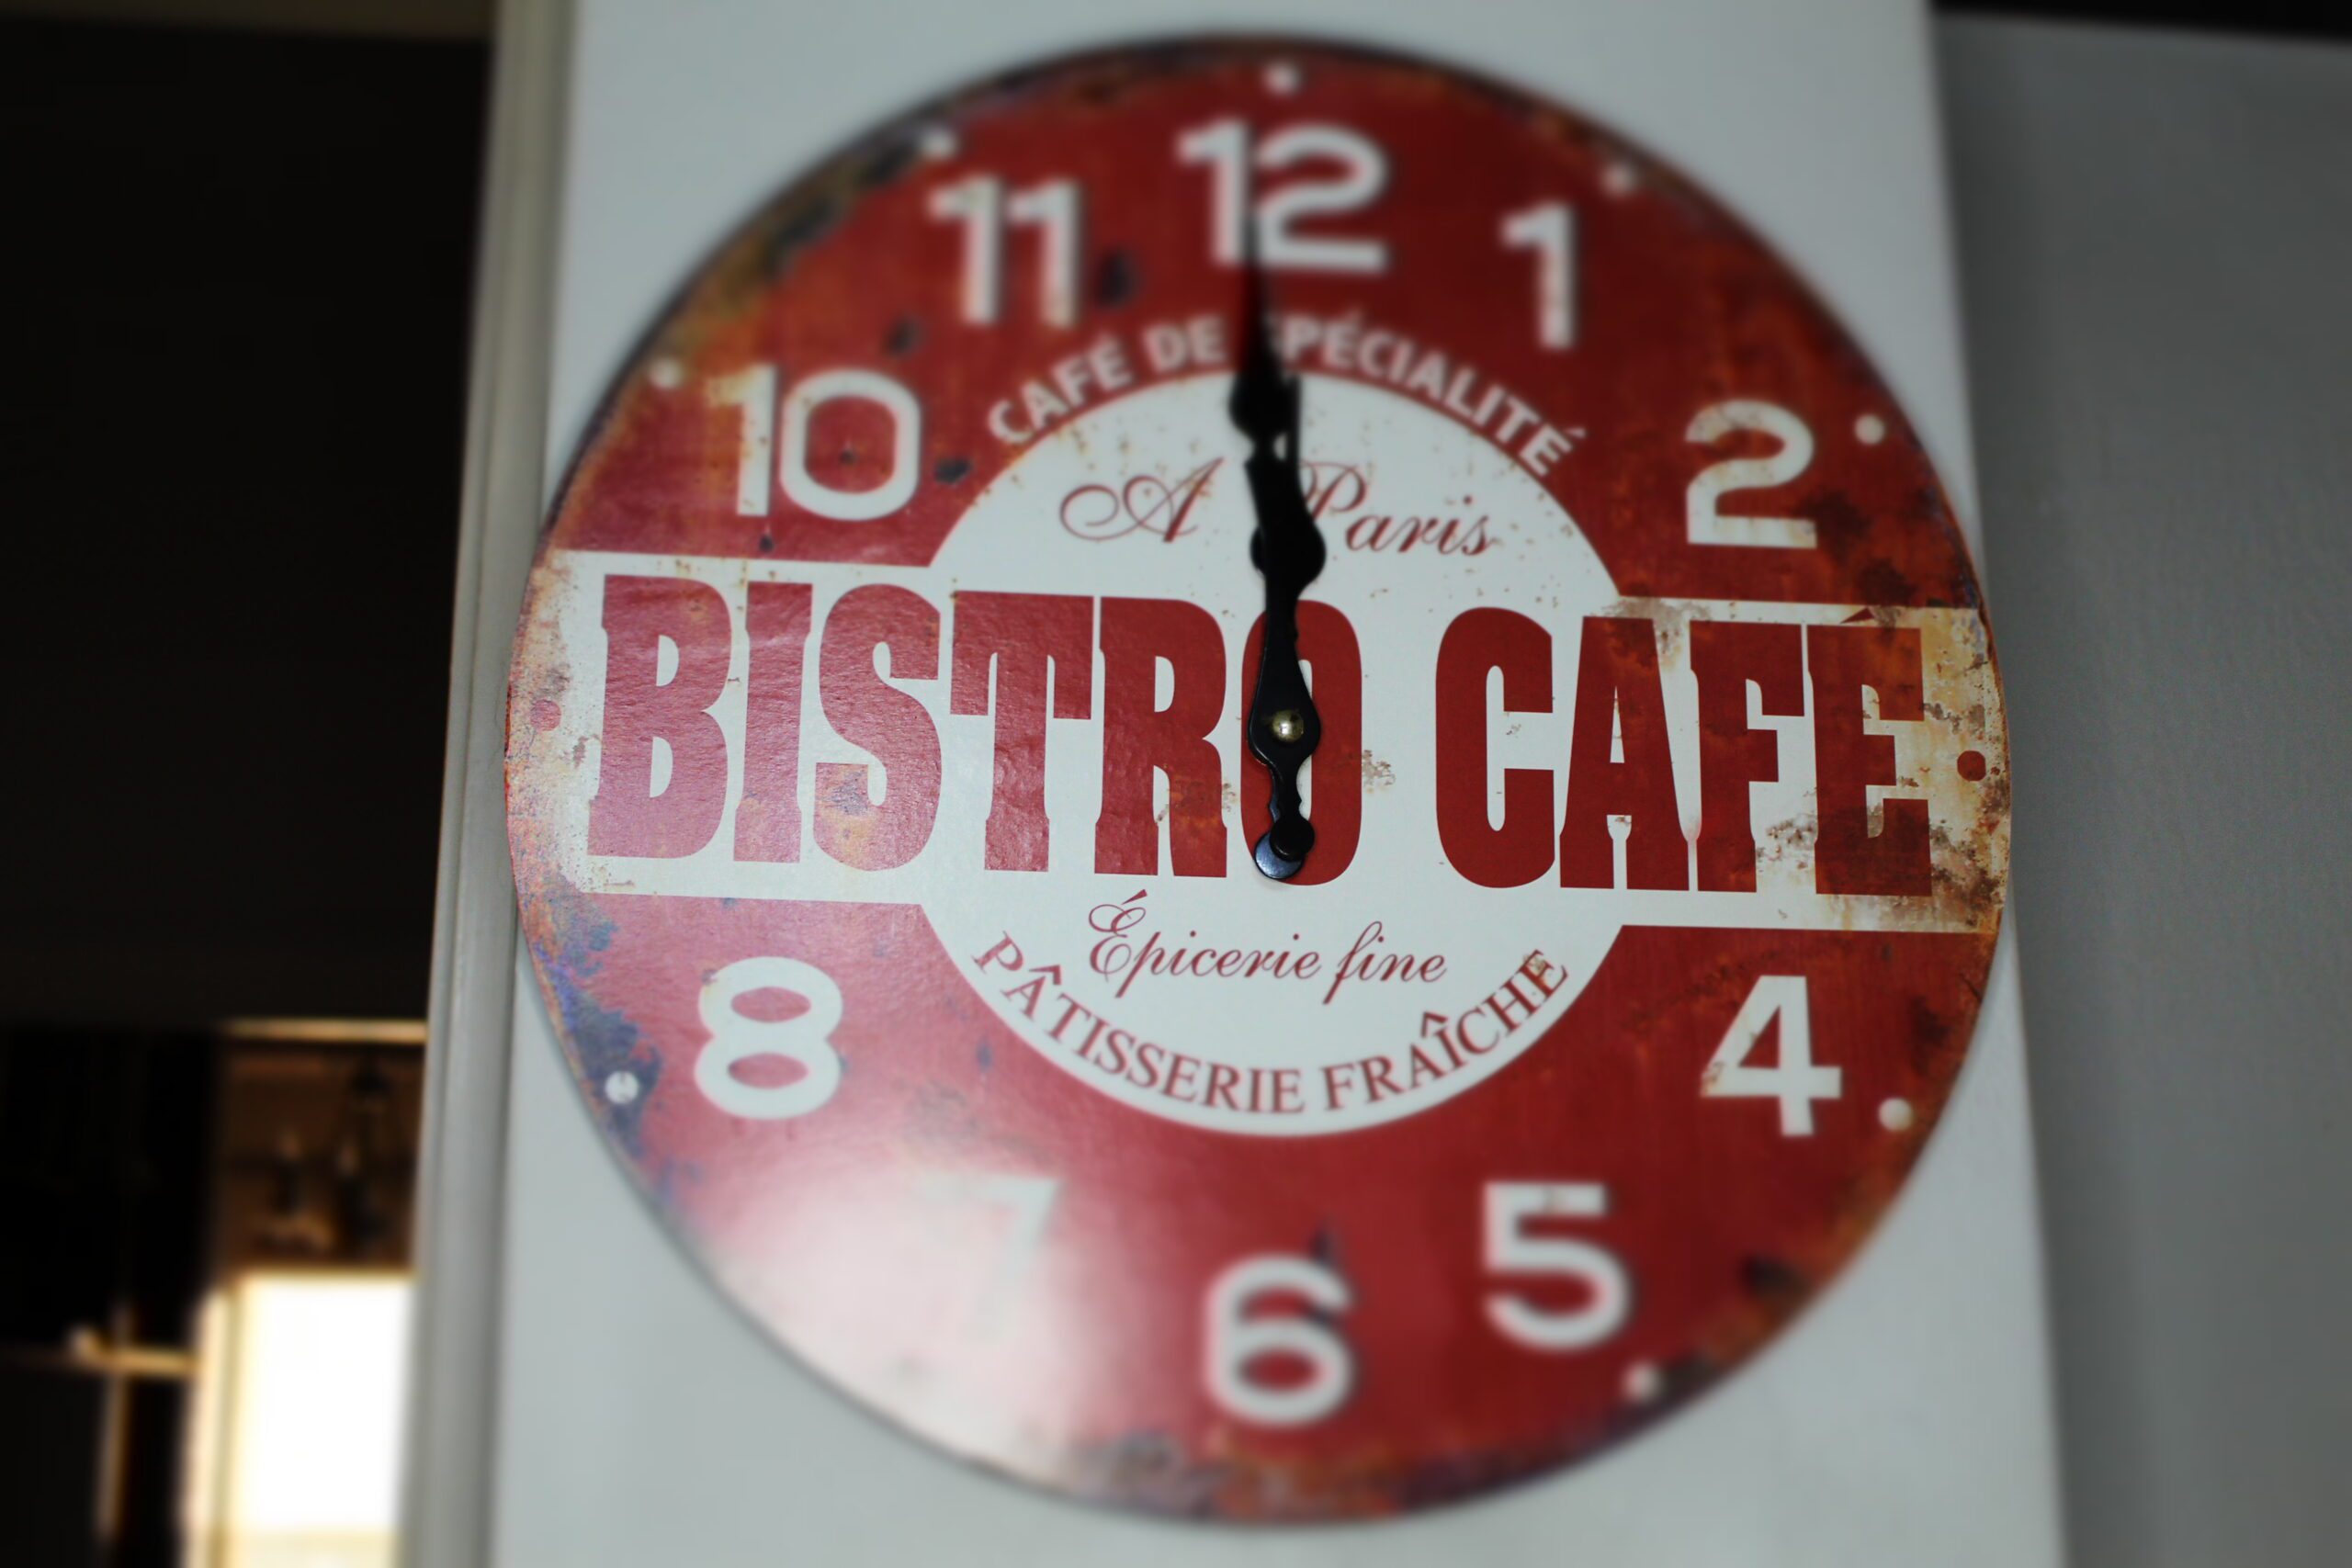 12
11
1
10
2
CAFÉ DE SPÉCIALITÉ
A Paris
BISTRO CAFÉ
Épicerie fine
PÂTISSERIE FRAÎCHE
8
4
7
5
6